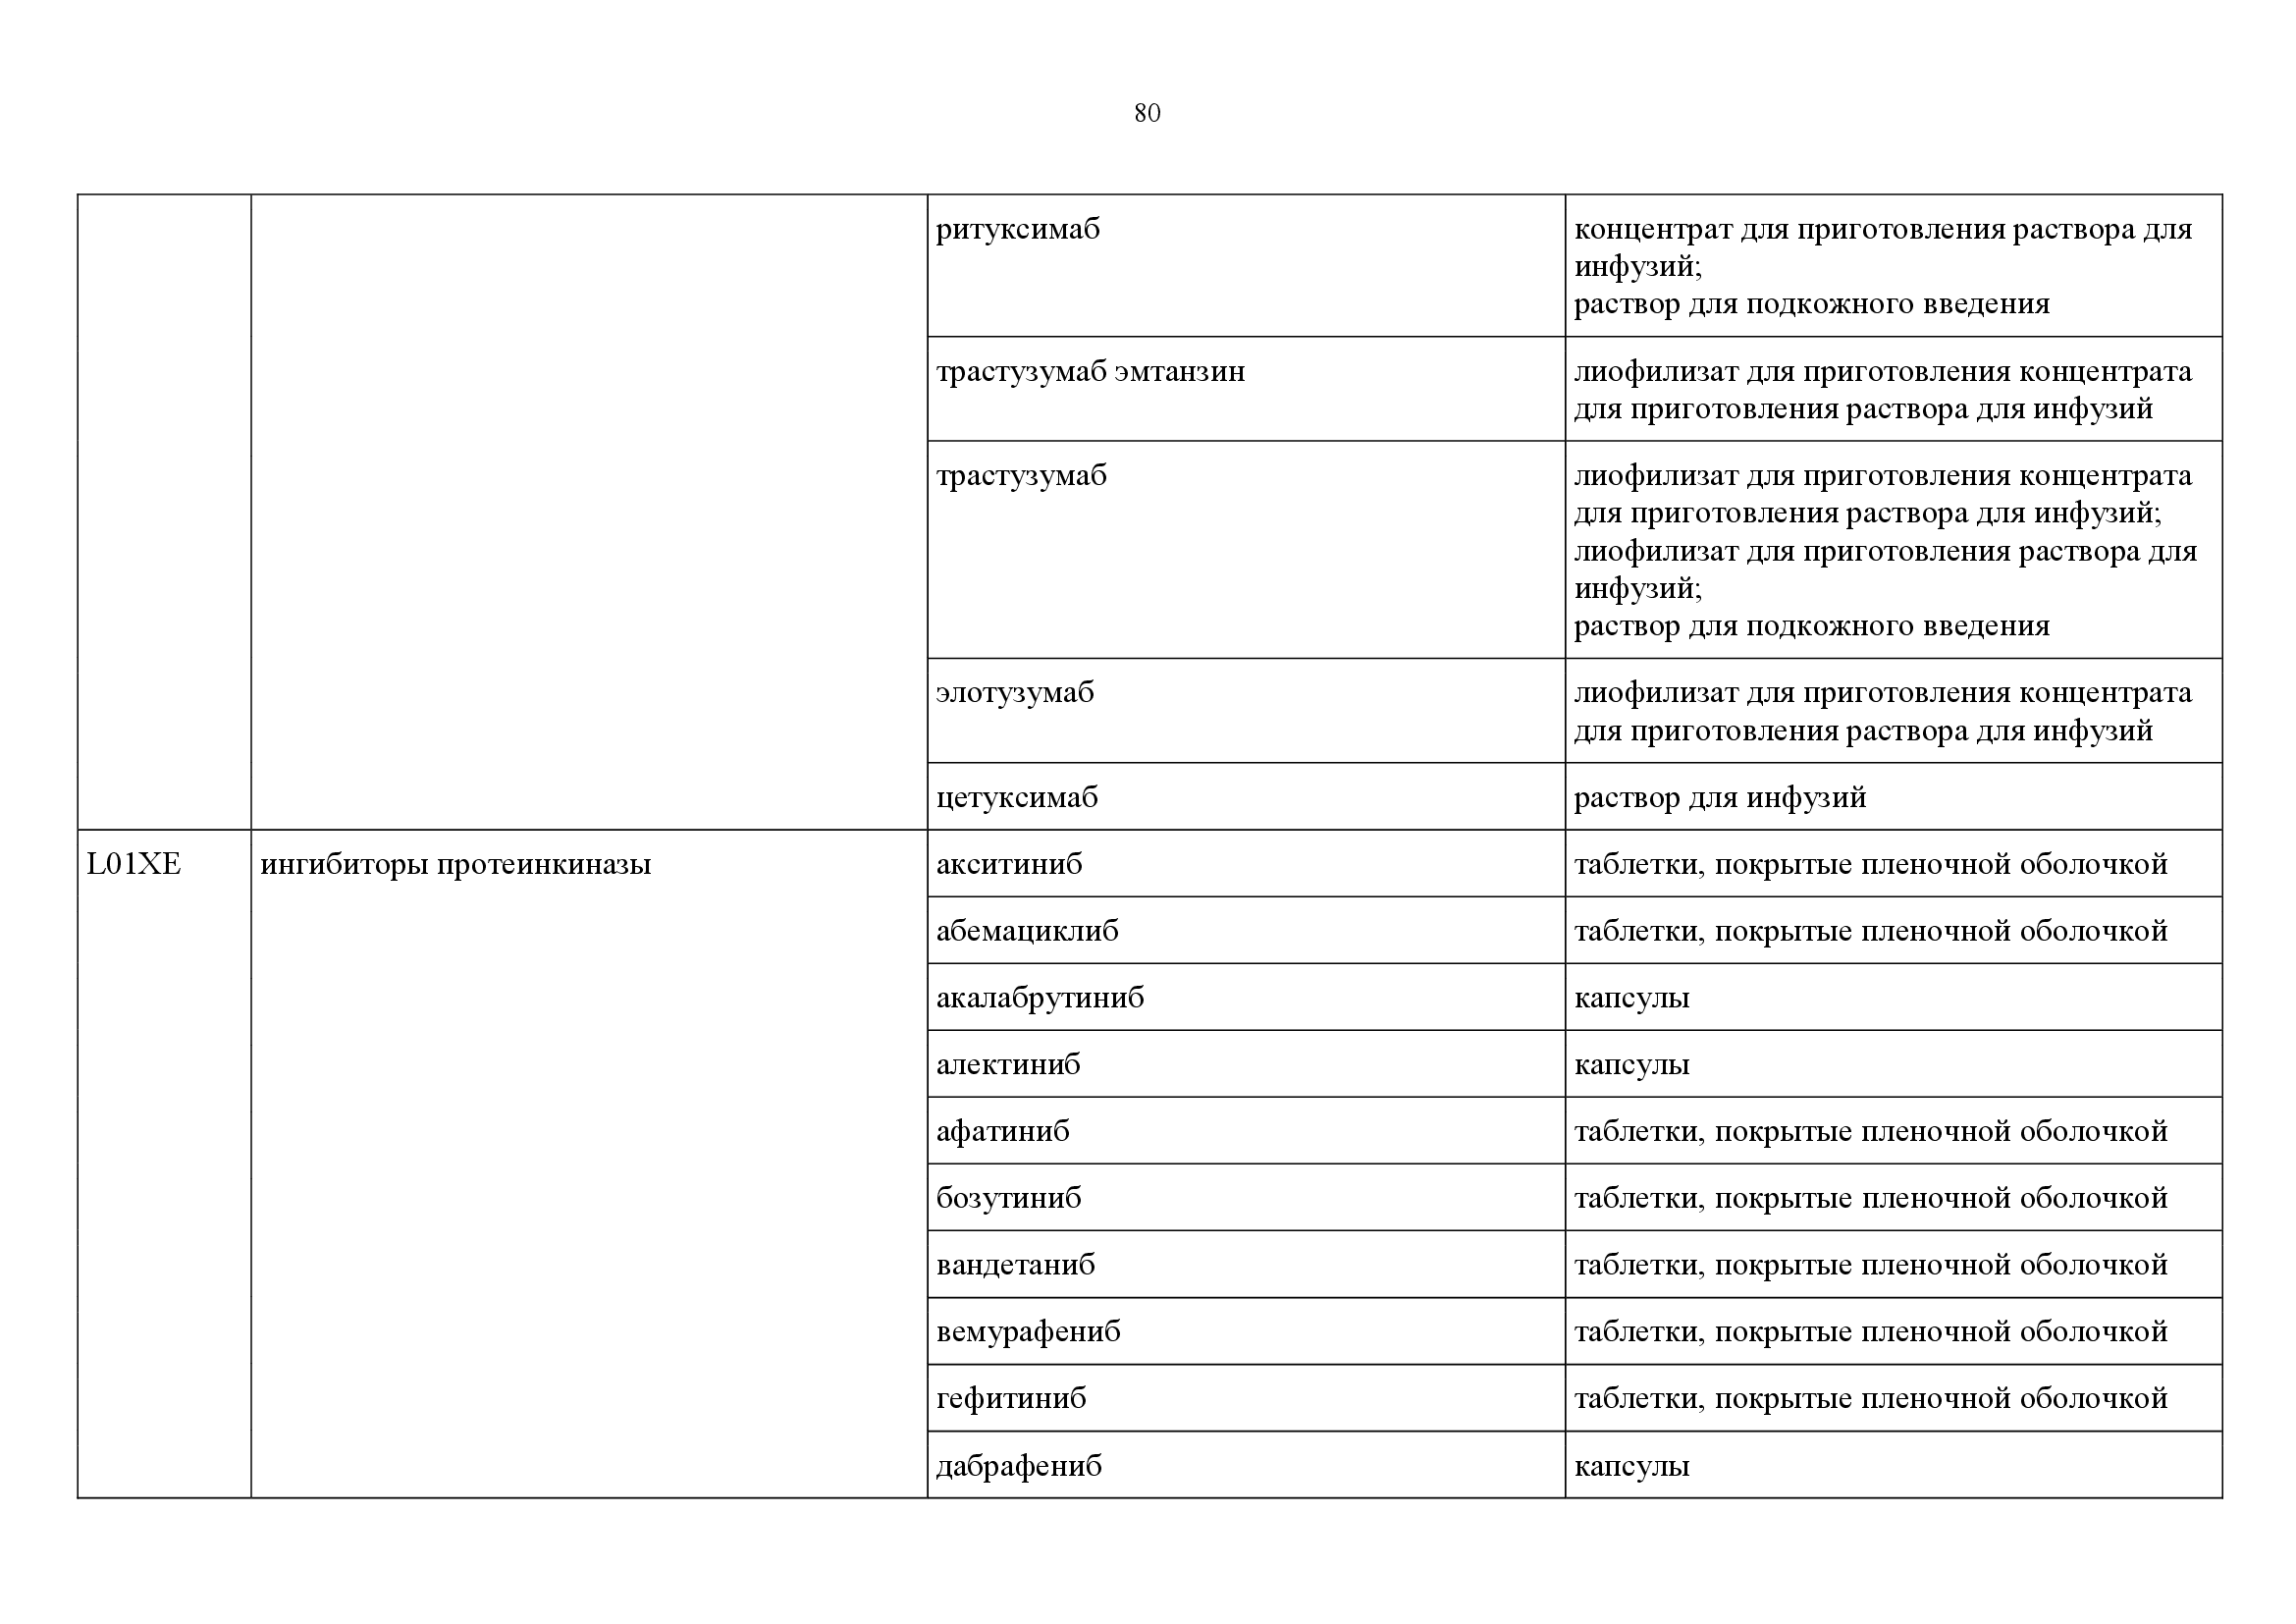 80
ритуксимаб
концентрат для приготовления раствора для
инфузий;
раствор для подкожного введения
трастузумаб эмтанзин
лиофилизат для приготовления концентрата
для приготовления раствора для инфузий
трастузумаб
лиофилизат для приготовления концентрата
для приготовления раствора для инфузий;
лиофилизат для приготовления раствора для
инфузий;
раствор для подкожного введения
элотузумаб
лиофилизат для приготовления концентрата
для приготовления раствора для инфузий
цетуксимаб
раствор для инфузий
L01XE
ингибиторы протеинкиназы
акситиниб
таблетки, покрытые пленочной оболочкой
абемациклиб
таблетки, покрытые пленочной оболочкой
акалабрутиниб
капсулы
алектиниб
капсулы
афатиниб
таблетки, покрытые пленочной оболочкой
бозутиниб
таблетки, покрытые пленочной оболочкой
вандетаниб
таблетки, покрытые пленочной оболочкой
вемурафениб
таблетки, покрытые пленочной оболочкой
гефитиниб
таблетки, покрытые пленочной оболочкой
дабрафениб
капсулы